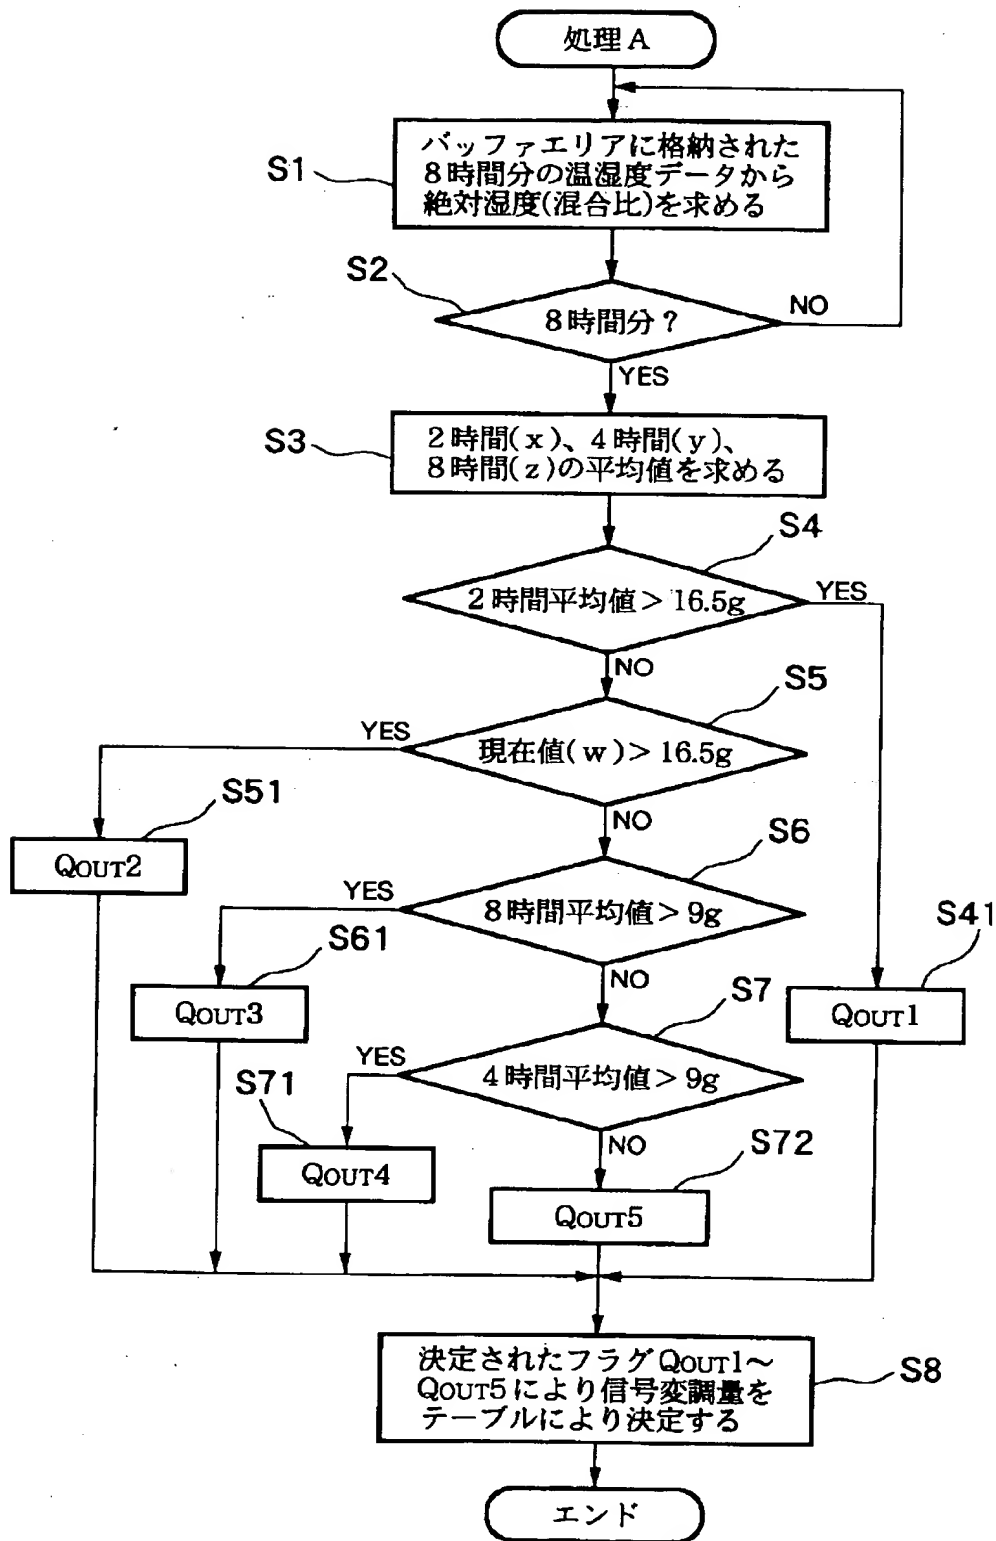 処理A
S1
バッファエリアに格納された
8時間分の温湿度データから
絶対湿度(混合比)を求める
S2
8時間分?
NO
YES
S3
2時間(x)、4時間(y)、
8時間(z)の平均値を求める
S4
2時間平均値>16.5g
YES
NO
S5
YES
現在値(w)>16.5g
S51
NO
QOUT2
S6
YES
8時間平均値>9g
S61
S41
NO
QOUT3
S7
QOUT1
YES
4時間平均値>9g
S71
NO
S72
QOUT4
QOUT5
決定されたフラグQOUT1~
QOUT5により信号変調量を
テーブルにより決定する
S8
エンド